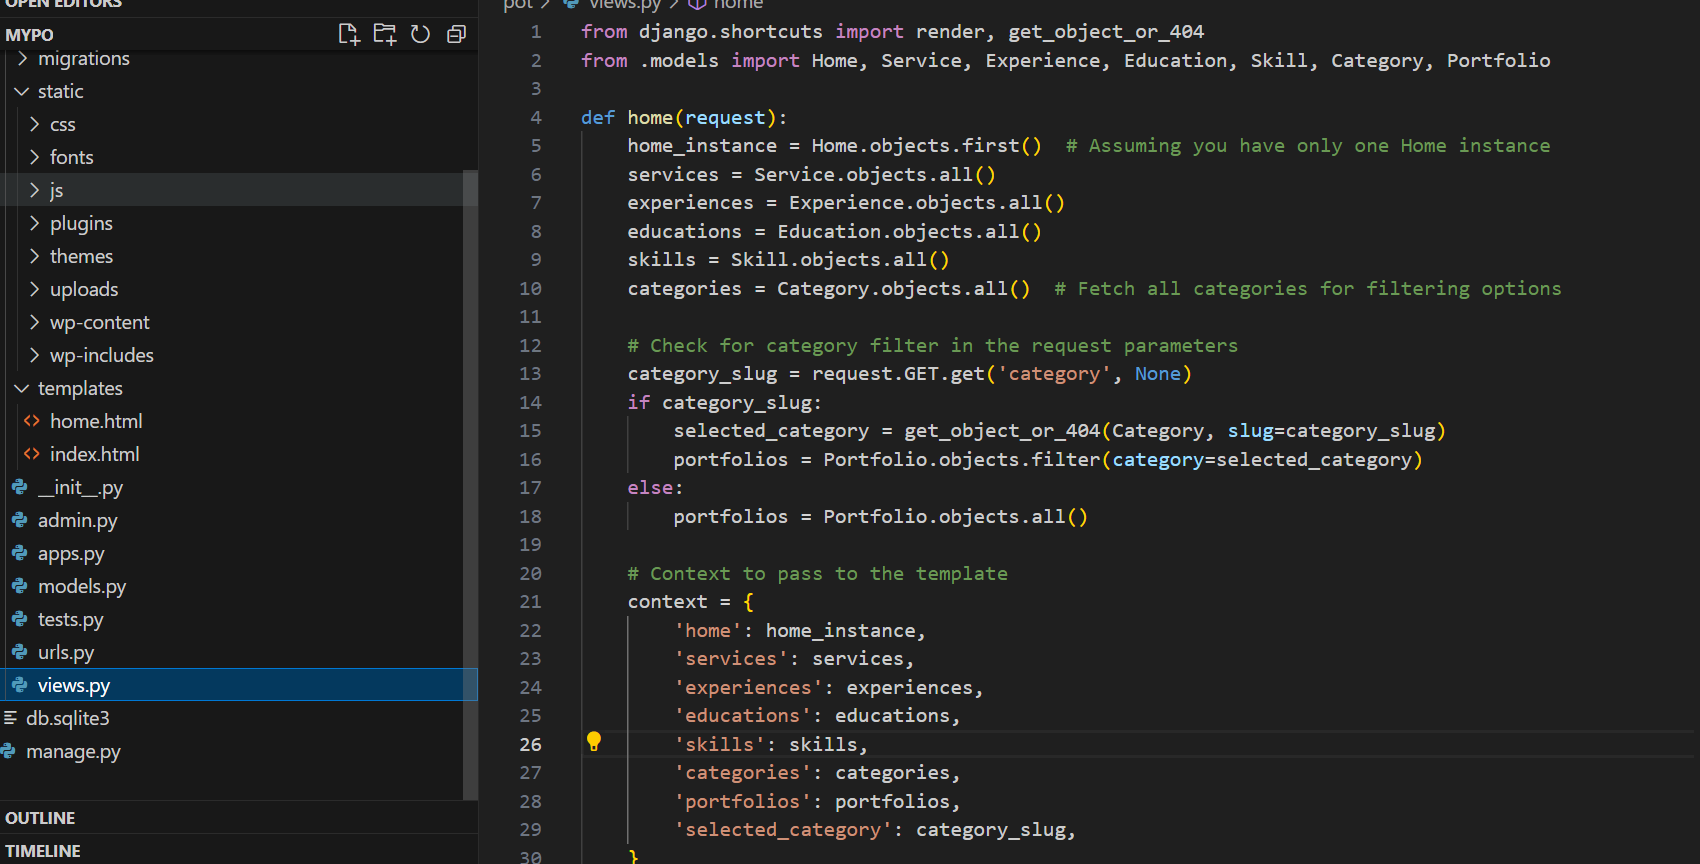 OPEN EDITORS
MYPO
migrations
static
css
fonts
js
plugins
themes
uploads
wp-content
wp-includes
templates
home.html
index.html
__init__.py
admin.py
apps.py
models.py
tests.py
urls.py
views.py
db.sqlite3
manage.py
OUTLINE
TIMELINE
pot > views.py > home
1 from django.shortcuts import render, get_object_or_404
2 from .models import Home, Service, Experience, Education, Skill, Category, Portfolio
3
4 def home(request):
5     home_instance = Home.objects.first()  # Assuming you have only one Home instance
6     services = Service.objects.all()
7     experiences = Experience.objects.all()
8     educations = Education.objects.all()
9     skills = Skill.objects.all()
10     categories = Category.objects.all()  # Fetch all categories for filtering options
11
12     # Check for category filter in the request parameters
13     category_slug = request.GET.get('category', None)
14     if category_slug:
15         selected_category = get_object_or_404(Category, slug=category_slug)
16         portfolios = Portfolio.objects.filter(category=selected_category)
17     else:
18         portfolios = Portfolio.objects.all()
19
20     # Context to pass to the template
21     context = {
22         'home': home_instance,
23         'services': services,
24         'experiences': experiences,
25         'educations': educations,
26         'skills': skills,
27         'categories': categories,
28         'portfolios': portfolios,
29         'selected_category': category_slug,
30     }